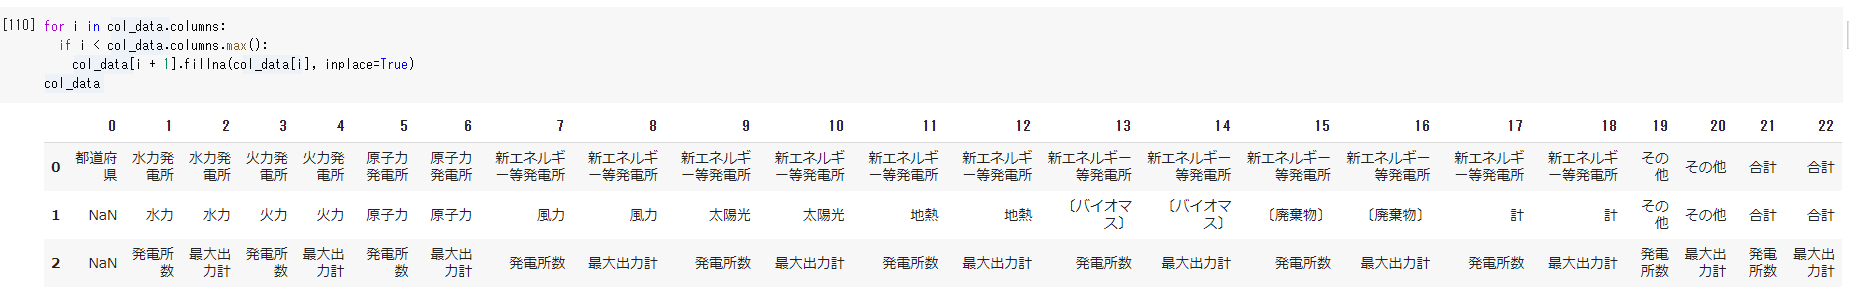 [110] for i in col_data.columns:
if i < col_data.columns.max():
col_data[i + 1].fillna(col_data[i], inplace=True)
col_data
0 1 2 3 4 5 6 7 8 9 10 11 12 13 14 15 16 17 18 19 20 21 22
0 都道府県 水力発電所 水力発電所 火力発電所 火力発電所 原子力発電所 原子力発電所 新エネルギー等発電所 新エネルギー等発電所 新エネルギー等発電所 新エネルギー等発電所 新エネルギー等発電所 新エネルギー等発電所 新エネルギー等発電所 新エネルギー等発電所 新エネルギー等発電所 新エネルギー等発電所 新エネルギー等発電所 新エネルギー等発電所 その他 その他 合計 合計
1 NaN 水力 水力 火力 火力 原子力 原子力 風力 風力 太陽光 太陽光 地熱 地熱 〔バイオマス〕 〔バイオマス〕 〔廃棄物〕 〔廃棄物〕 計 計 その他 その他 合計 合計
2 NaN 発電所数 最大出力計 発電所数 最大出力計 発電所数 最大出力計 発電所数 最大出力計 発電所数 最大出力計 発電所数 最大出力計 発電所数 最大出力計 発電所数 最大出力計 発電所数 最大出力計 発電所数 最大出力計 発電所数 最大出力計